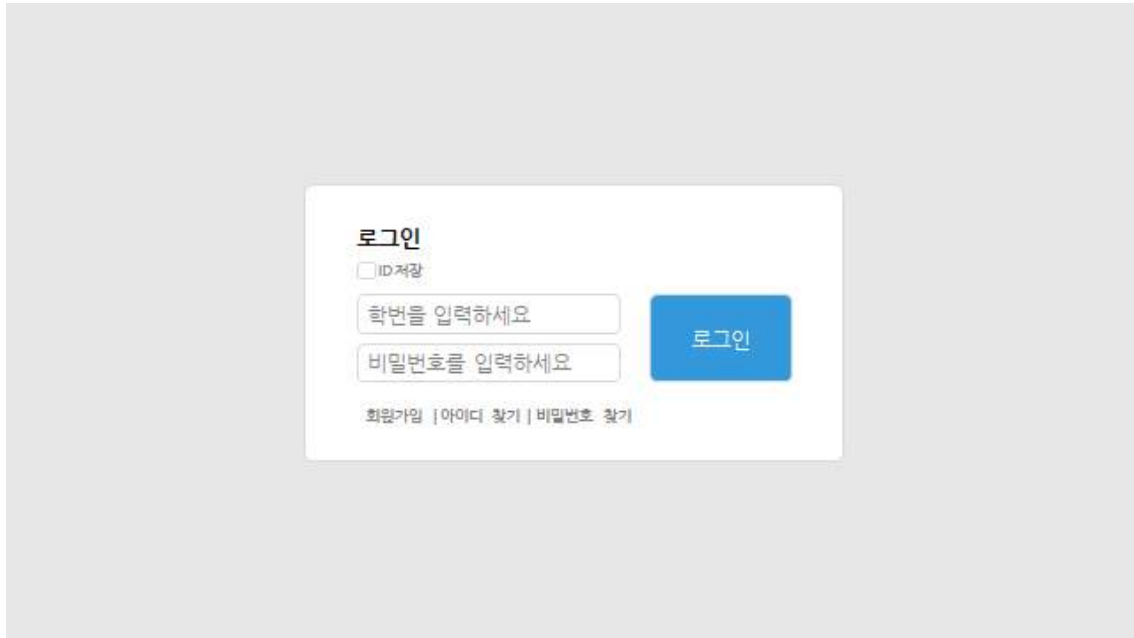 로그인
ID저장
학번을 입력하세요
로그인
비밀번호를 입력하세요
회원가입 | 아이디 찾기 | 비밀번호 찾기